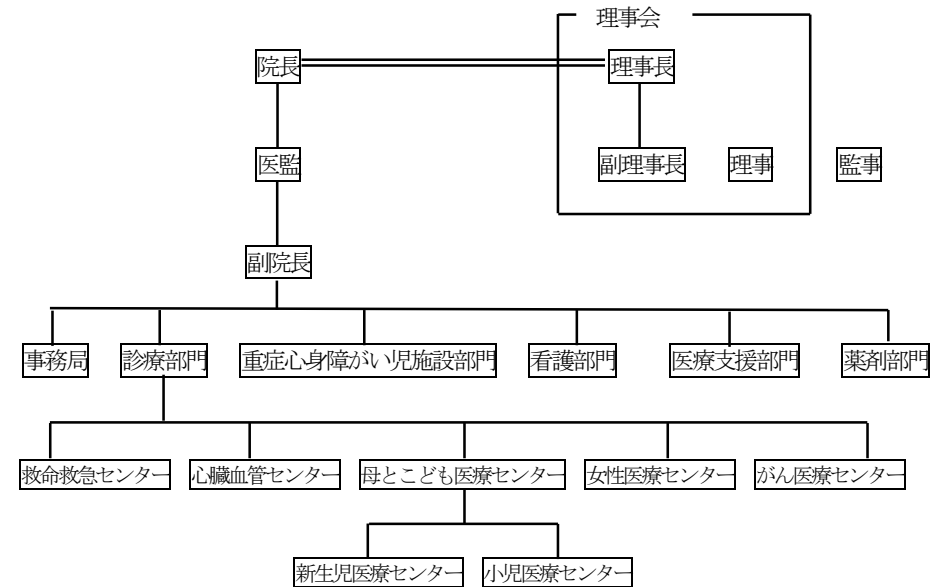 理事会
院長
理事長
医監
副理事長
理事
監事
副院長
事務局
診療部門
重症心身障がい児施設部門
看護部門
医療支援部門
薬剤部門
救命救急センター
心臓血管センター
母とこども医療センター
女性医療センター
がん医療センター
新生児医療センター
小児医療センター